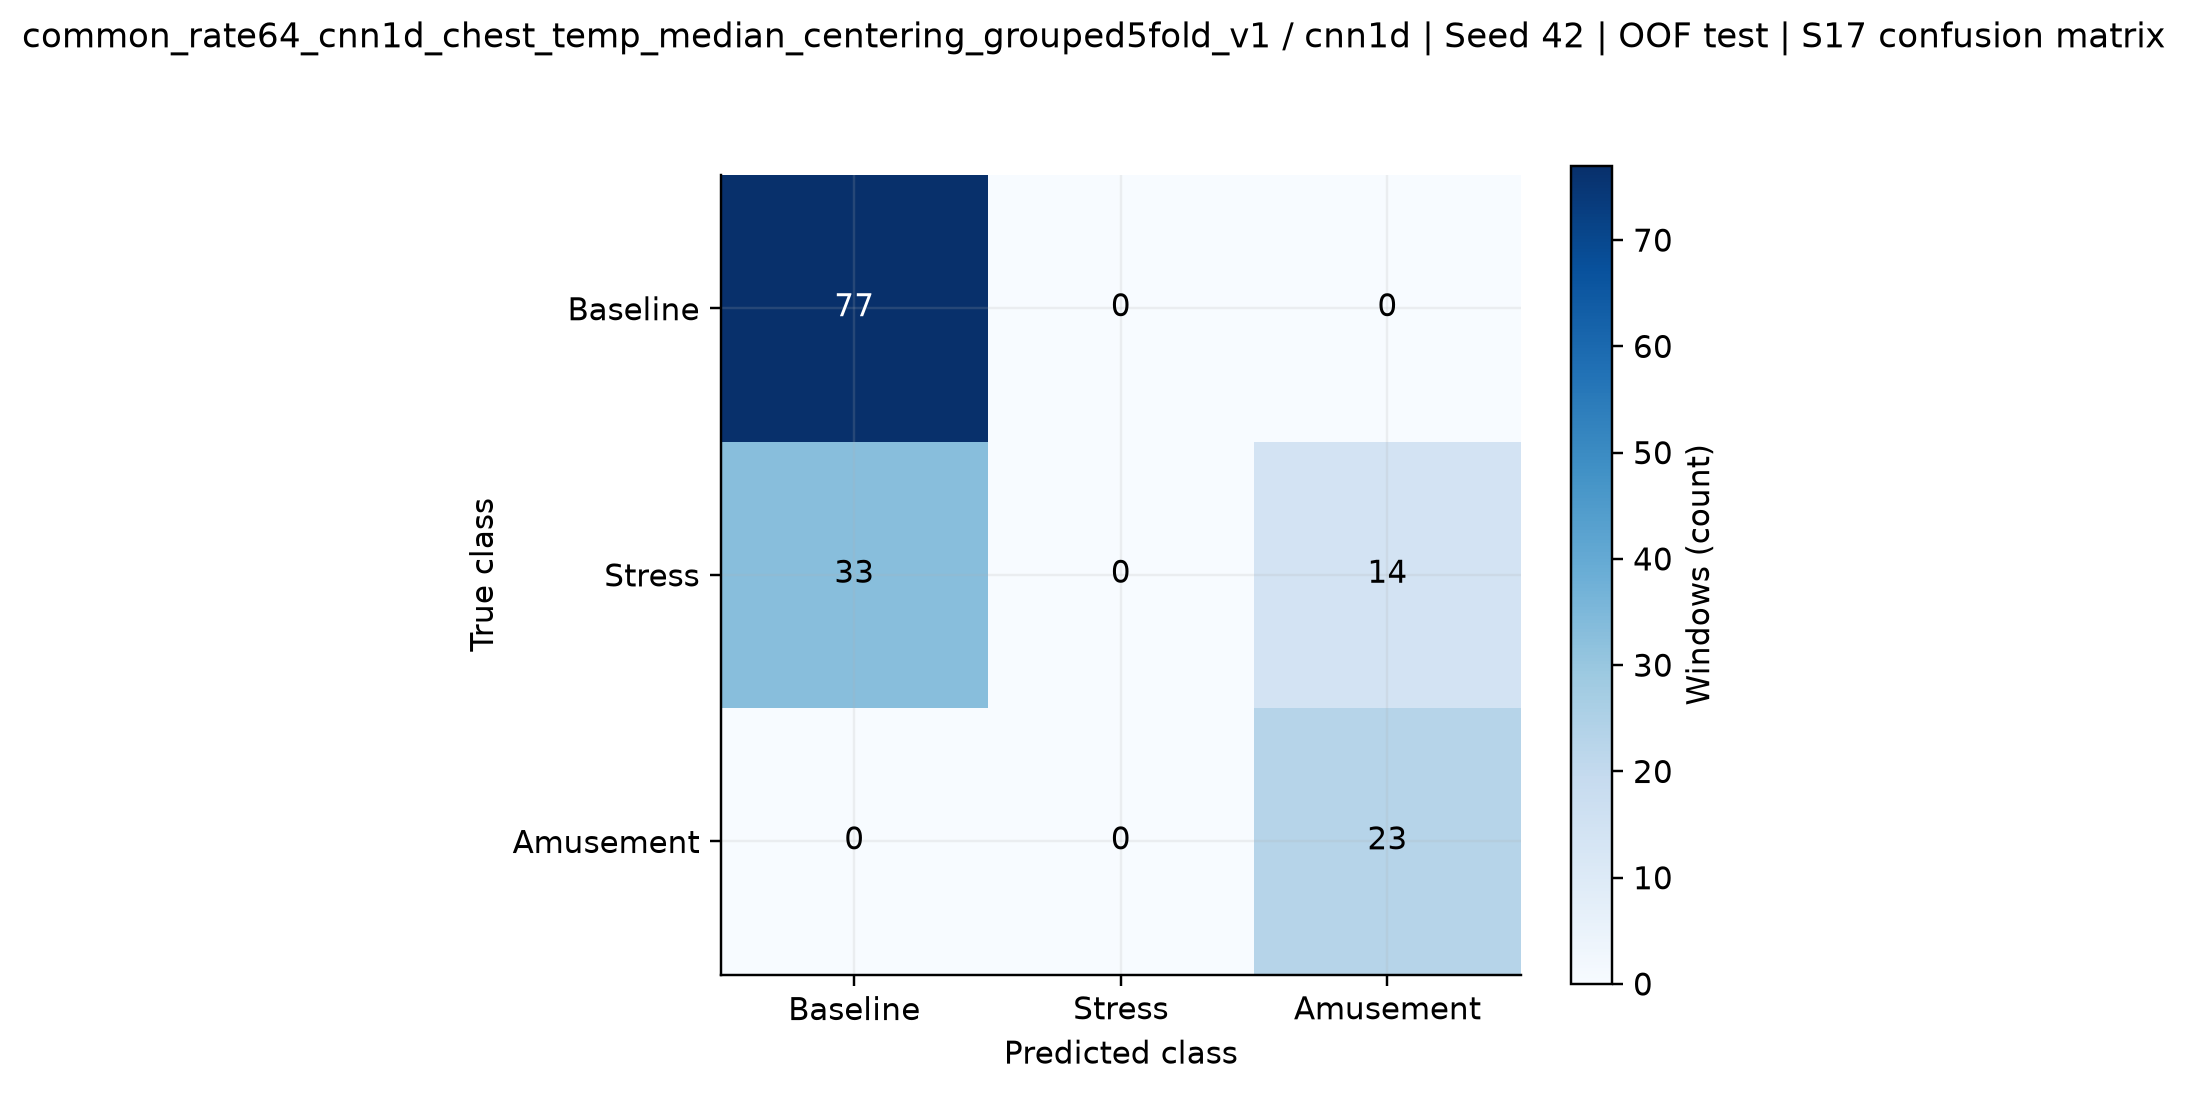 common_rate64_cnn1d_chest_temp_median_centering_grouped5fold_v1 / cnn1d | Seed 42 | OOF test | S17 confusion matrix
True class
Baseline 77 0 0
Stress 33 0 14
Amusement 0 0 23
Baseline Stress Amusement
Predicted class
70
60
50
40
30
20
10
0
Windows (count)